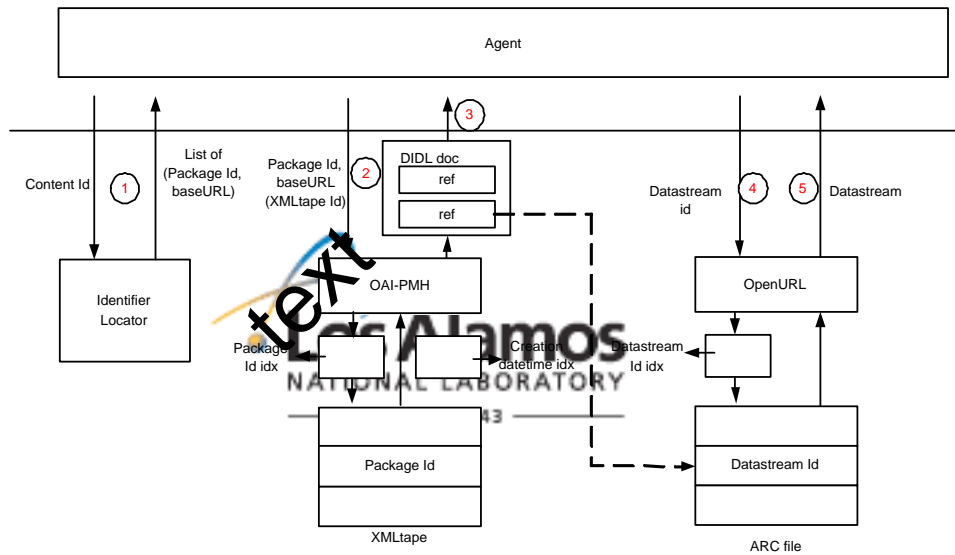 Agent
3
List of
(Package Id,
baseURL)
Content Id
1
Package Id,
baseURL
(XMLtape Id)
2
DIDL doc
ref
ref
Datastream
id
4
5
Datastream
Identifier
Locator
OAI-PMH
OpenURL
text
Los Alamos
NATIONAL LABORATORY
43
Package
Id idx
Creation
datetime idx
Datastream
Id idx
Package Id
Datastream Id
XMLtape
ARC file